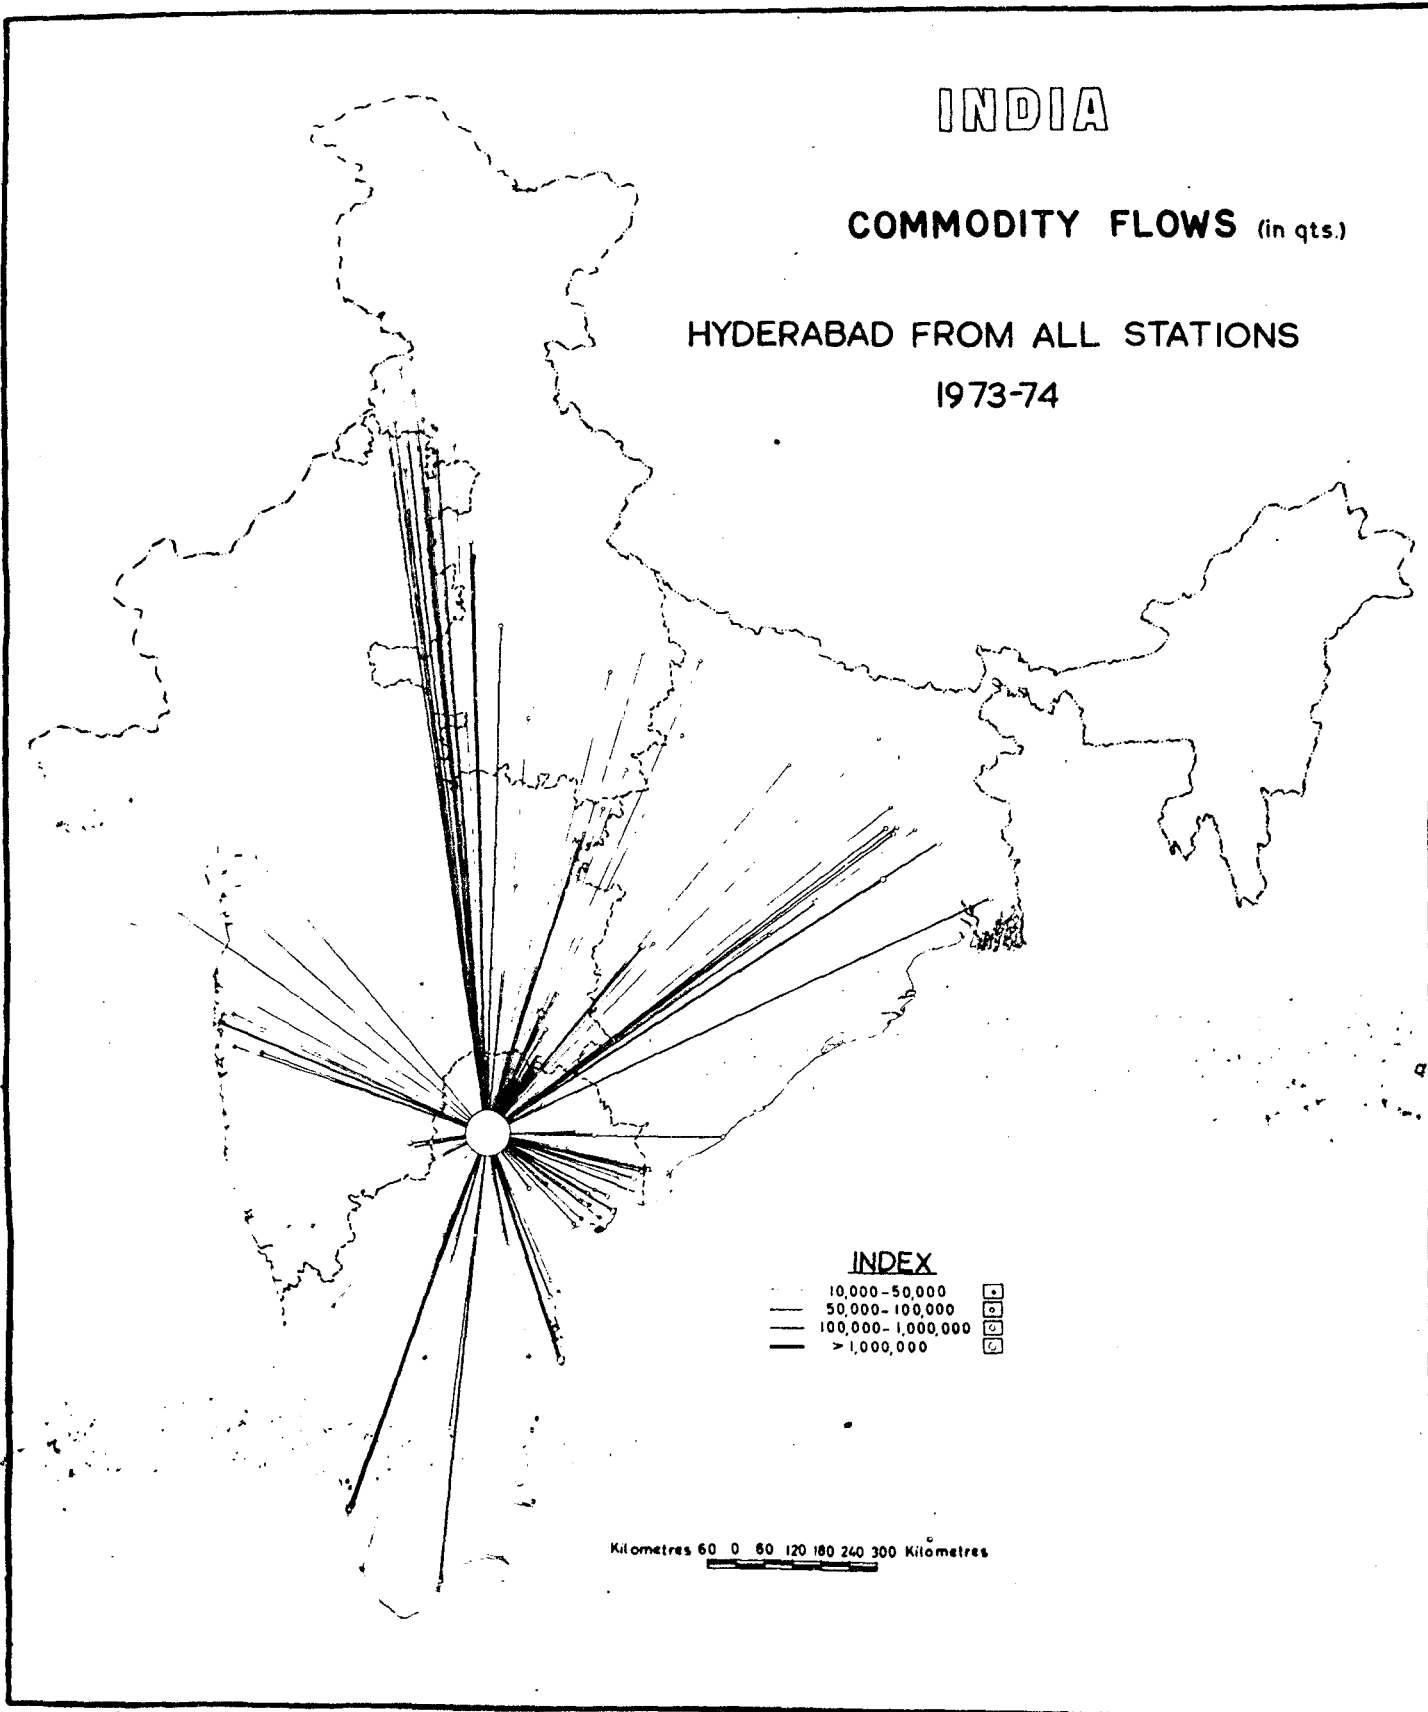 INDIA
COMMODITY FLOWS (in qts.)
HYDERABAD FROM ALL STATIONS
1973-74
INDEX
10,000-50,000
50,000-100,000
100,000-1,000,000
>1,000,000
Kilometres 60 0 60 120 180 240 300 Kilometres